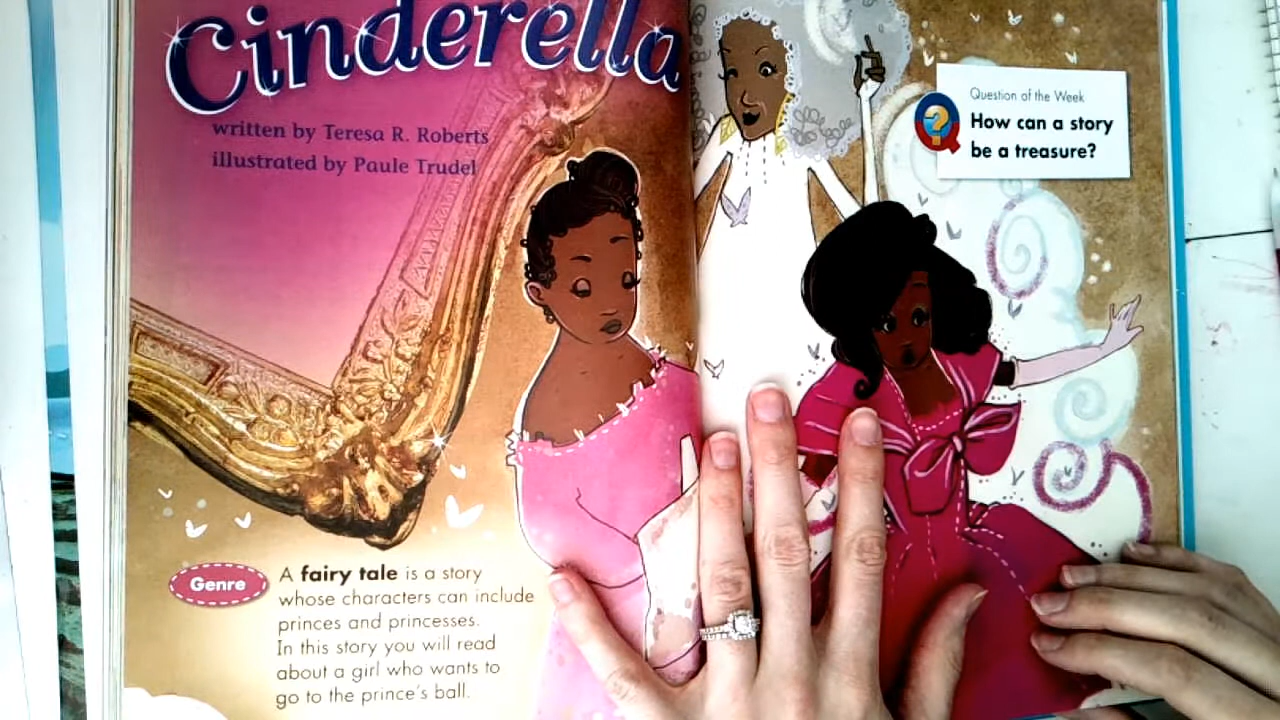 Cinderella
written by Teresa R. Roberts
illustrated by Paule Trudel
Genre
A fairy tale is a story
whose characters can include
princes and princesses.
In this story you will read
about a girl who wants to
go to the prince's ball.
?
Question of the Week
How can a story
be a treasure?